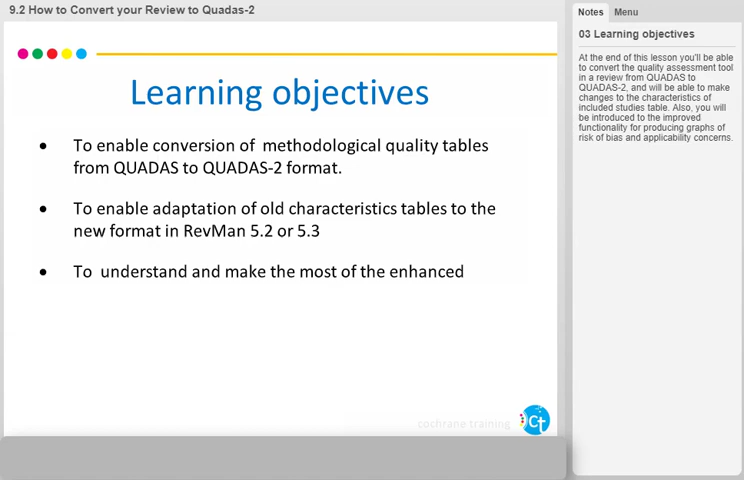 9.2 How to Convert your Review to Quadas-2
Learning objectives
• To enable conversion of methodological quality tables
from QUADAS to QUADAS-2 format.
• To enable adaptation of old characteristics tables to the
new format in RevMan 5.2 or 5.3
• To understand and make the most of the enhanced
cochrane training
ct
Notes Menu
03 Learning objectives
At the end of this lesson you'll be able
to convert the quality assessment tool
in a review from QUADAS to
QUADAS-2, and will be able to make
changes to the characteristics of
included studies table. Also, you will
be introduced to the improved
functionality for producing graphs of
risk of bias and applicability concerns.